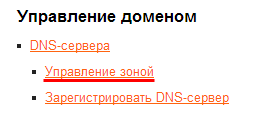 Управление доменом
DNS-сервера
Управление зоной
Зарегистрировать DNS-сервер